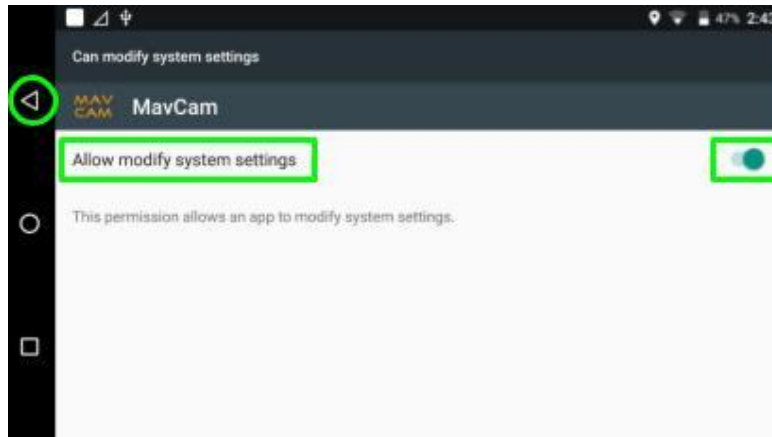 47% 2:43
Can modify system settings
MAV
CAM
MavCam
Allow modify system settings
This permission allows an app to modify system settings.